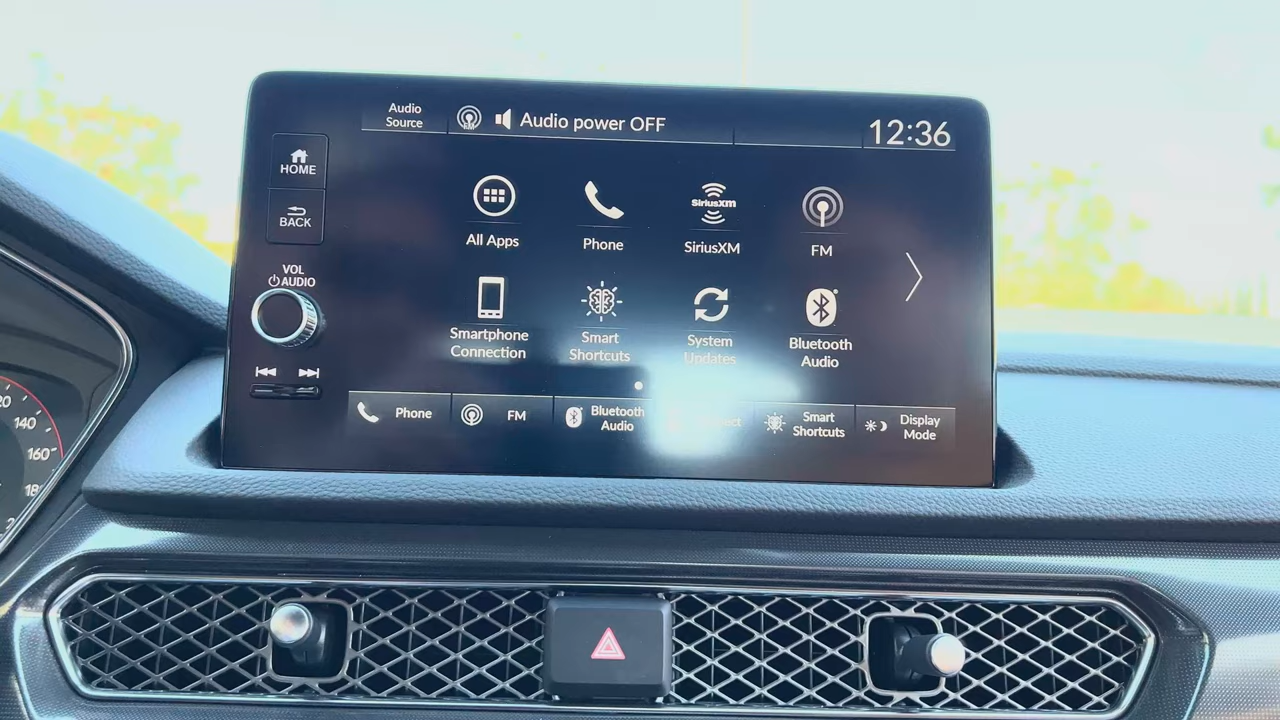 Audio
Source
FM
Audio power OFF
12:36
HOME
BACK
VOL
AUDIO
All Apps
Phone
SiriusXM
SiriusXM
FM
Smartphone
Connection
Smart
Shortcuts
System
Updates
Bluetooth
Audio
Phone
FM
Bluetooth
Audio
Smart
Shortcuts
Display
Mode
140
160